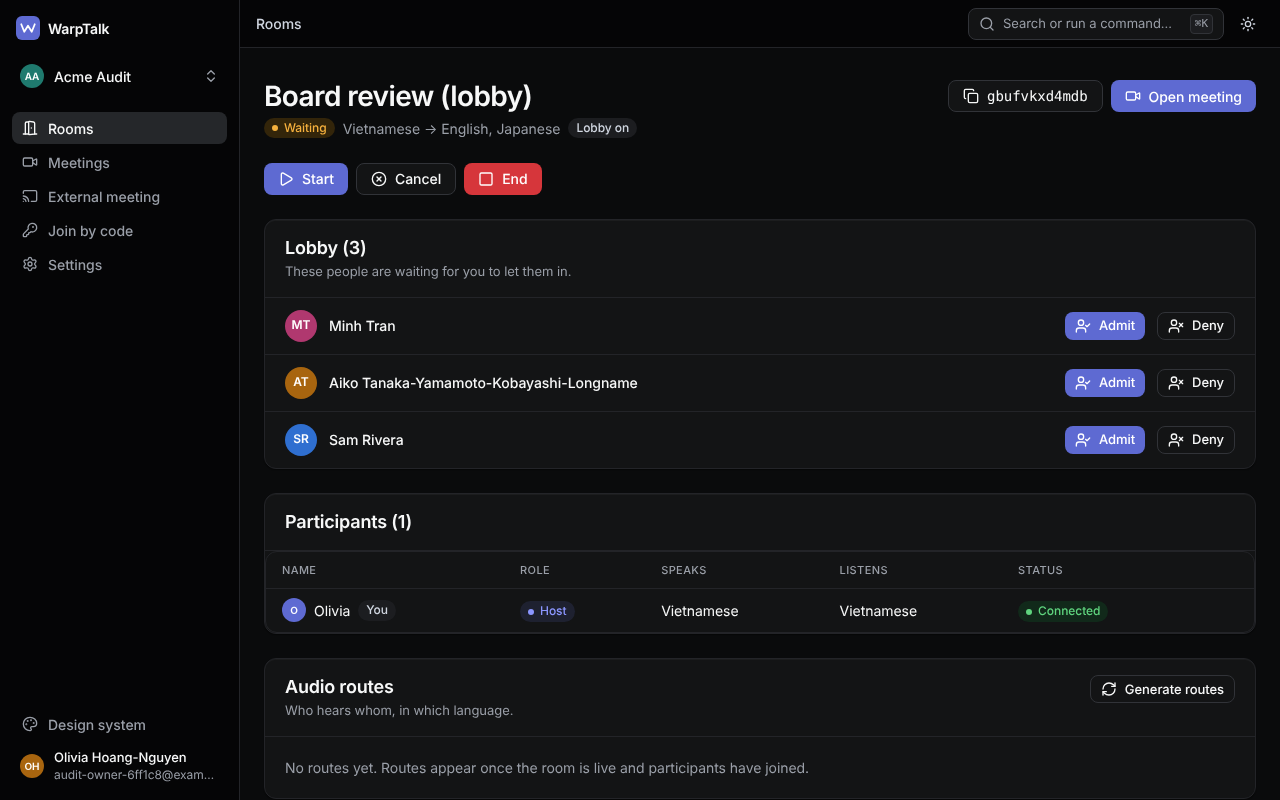 WarpTalk
Rooms
Search or run a command...
⌘K
AA
Acme Audit
Rooms
Meetings
External meeting
Join by code
Settings
Board review (lobby)
gbufvkxd4mdb
Open meeting
Waiting
Vietnamese → English, Japanese
Lobby on
Start
Cancel
End
Lobby (3)
These people are waiting for you to let them in.
MT
Minh Tran
Admit
Deny
AT
Aiko Tanaka-Yamamoto-Kobayashi-Longname
Admit
Deny
SR
Sam Rivera
Admit
Deny
Participants (1)
NAME
ROLE
SPEAKS
LISTENS
STATUS
O
Olivia
You
Host
Vietnamese
Vietnamese
Connected
Audio routes
Who hears whom, in which language.
Generate routes
No routes yet. Routes appear once the room is live and participants have joined.
Design system
OH
Olivia Hoang-Nguyen
audit-owner-6ff1c8@exam...